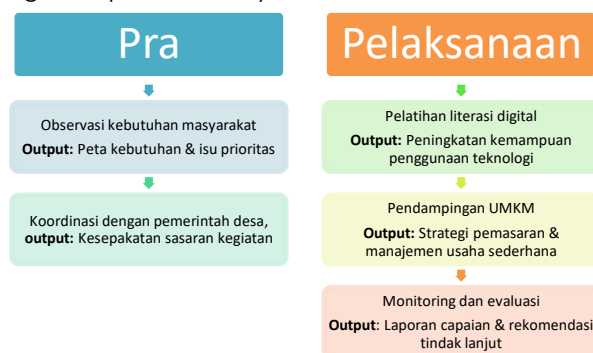 Pra
Observasi kebutuhan masyarakat
Output: Peta kebutuhan & isu prioritas
Koordinasi dengan pemerintah desa,
output: Kesepakatan sasaran kegiatan
Pelaksanaan
Pelatihan literasi digital
Output: Peningkatan kemampuan
penggunaan teknologi
Pendampingan UMKM
Output: Strategi pemasaran &
manajemen usaha sederhana
Monitoring dan evaluasi
Output: Laporan capaian & rekomendasi
tindak lanjut